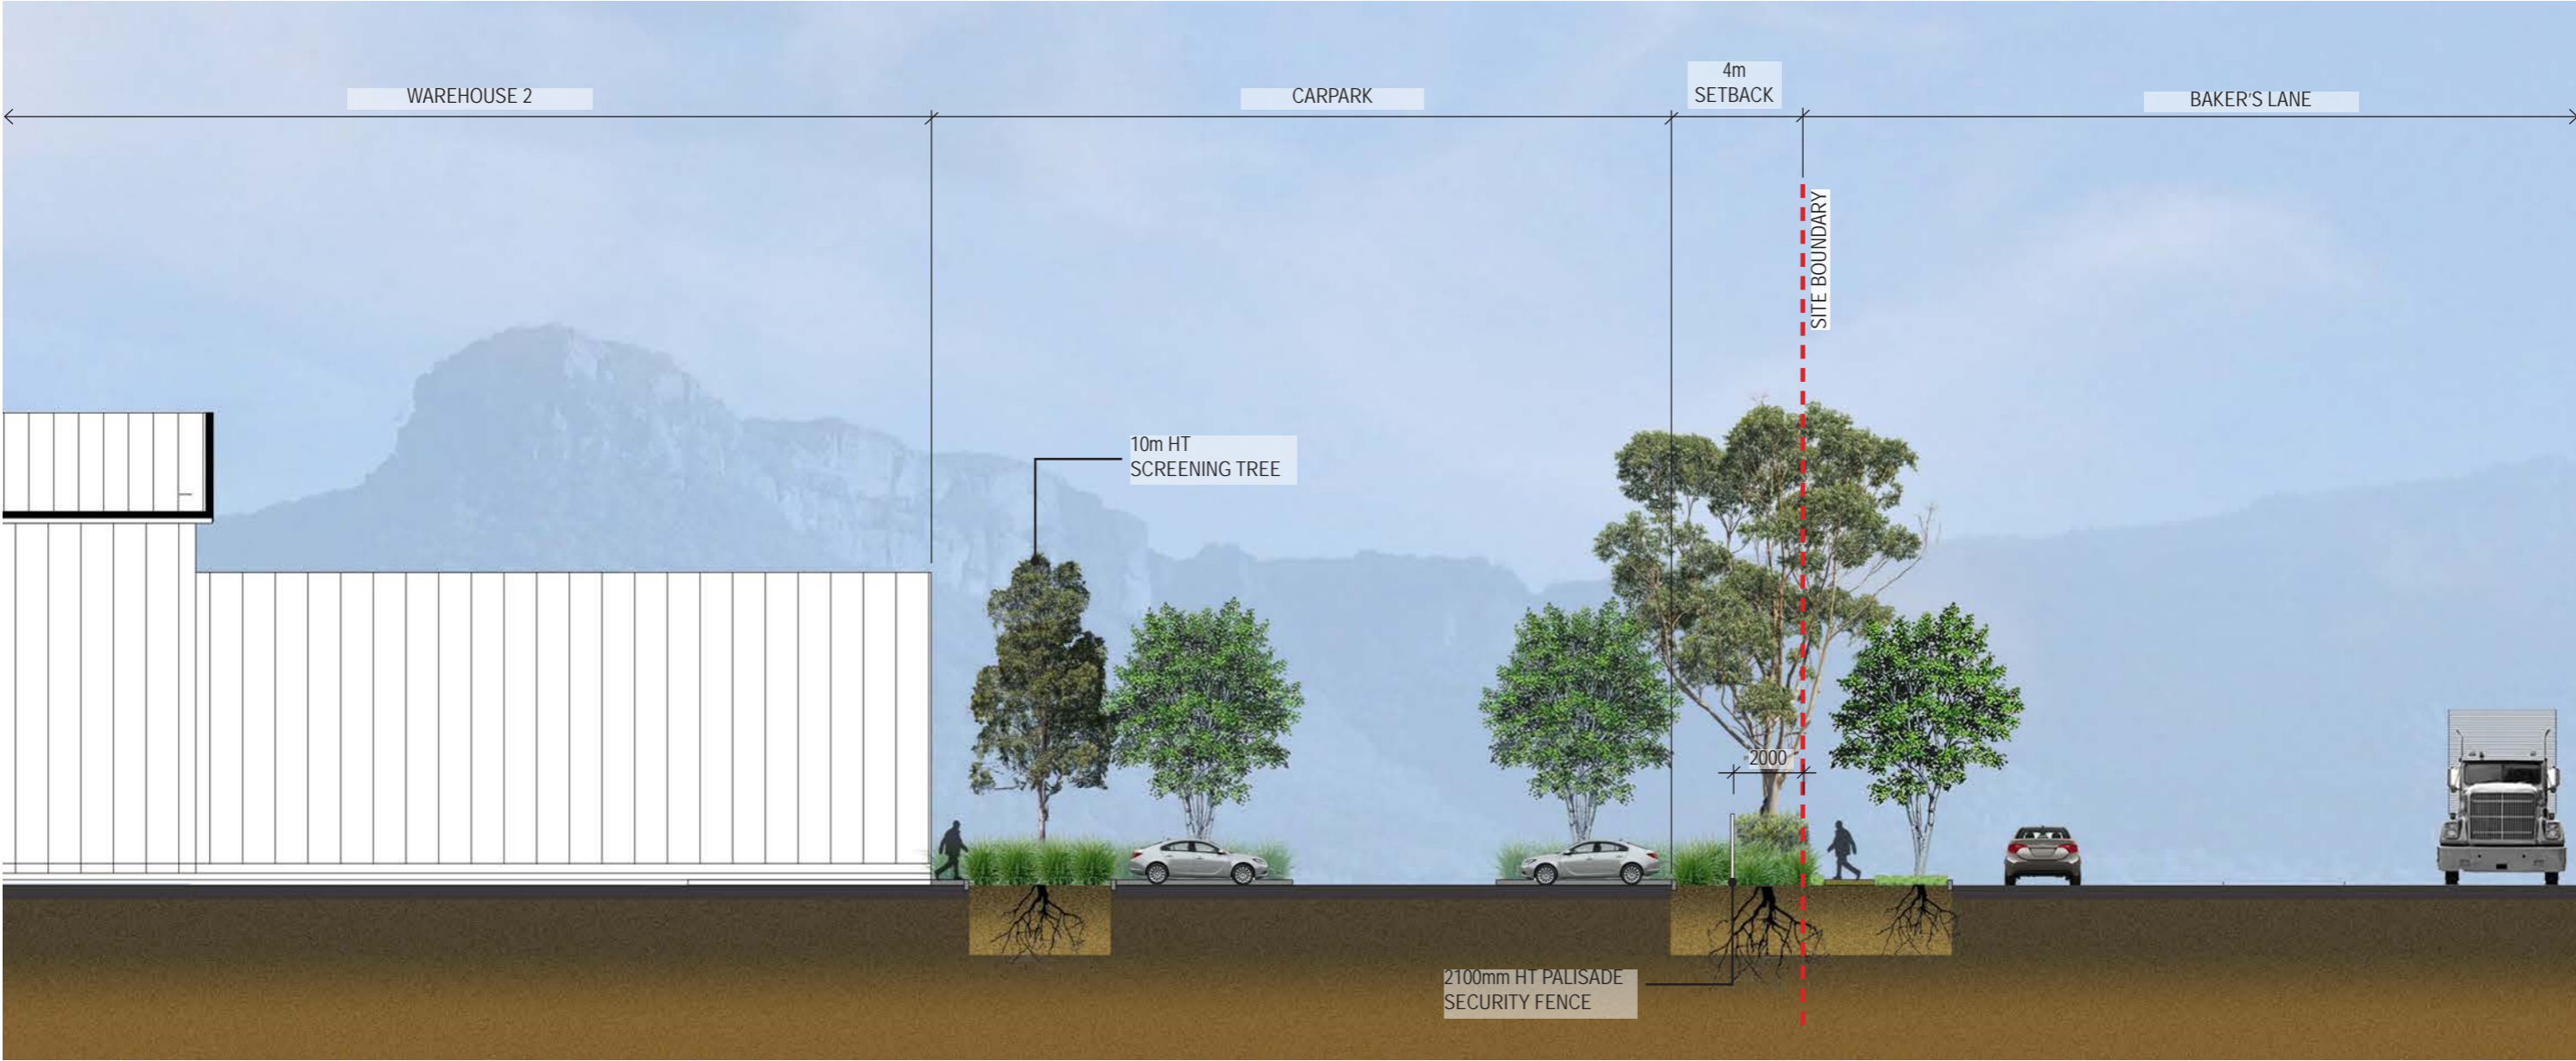 WAREHOUSE 2
CARPARK
4m
SETBACK
BAKER'S LANE
SITE BOUNDARY
10m HT
SCREENING TREE
2000
2100mm HT PALISADE
SECURITY FENCE